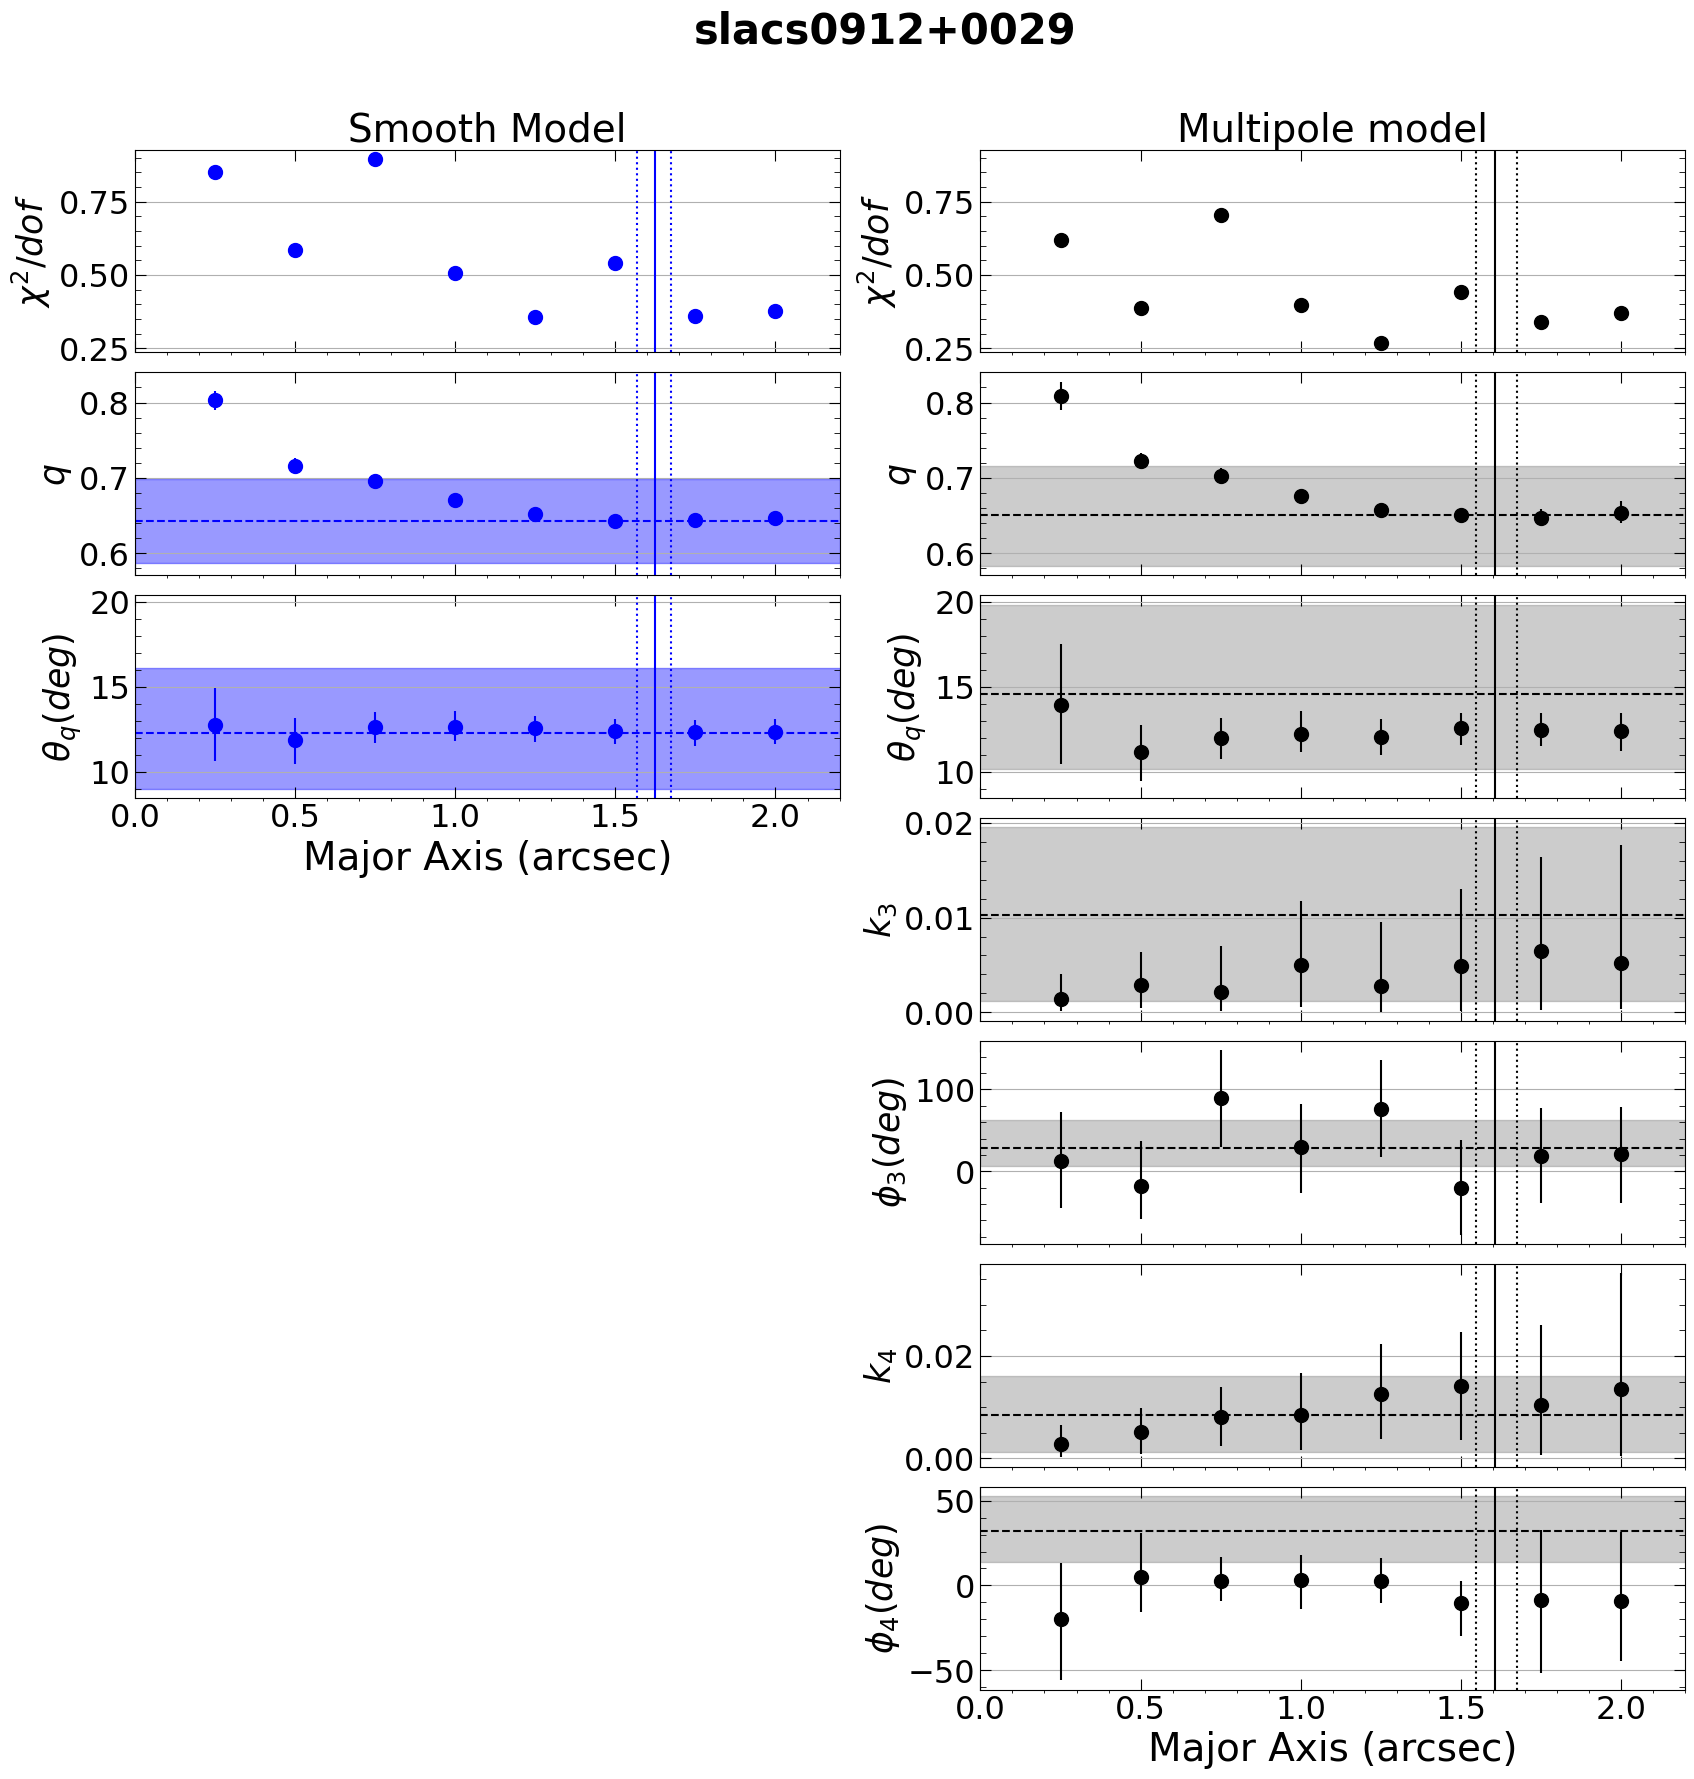 slacs0912+0029
Smooth Model
χ²/dof
0.75
0.50
0.25
q
0.8
0.7
0.6
θ_q(deg)
20
15
10
0.0 0.5 1.0 1.5 2.0
Major Axis (arcsec)
Multipole model
χ²/dof
0.75
0.50
0.25
q
0.8
0.7
0.6
θ_q(deg)
20
15
10
k₃
0.02
0.01
0.00
ϕ₃(deg)
100
0
k₄
0.02
0.00
ϕ₄(deg)
50
0
−50
0.0 0.5 1.0 1.5 2.0
Major Axis (arcsec)